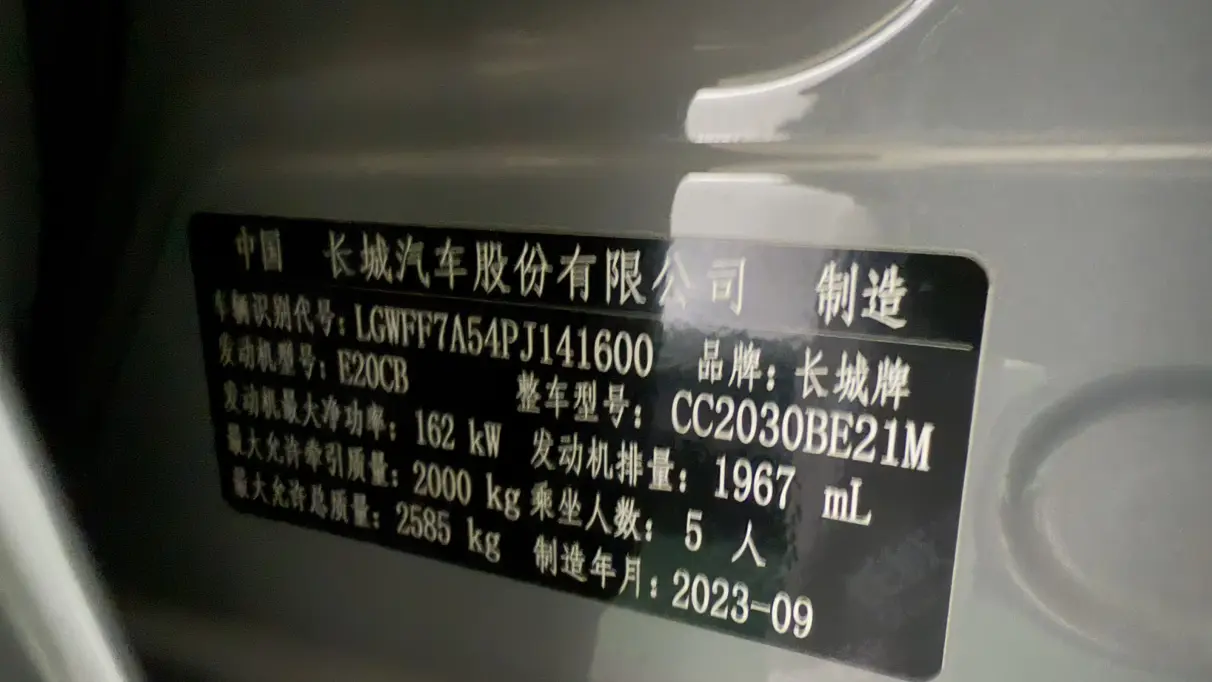 中国 长城汽车股份有限公司 制造
车辆识别代号：LGWFF7A54PJ141600 品牌：长城牌
发动机型号：E20CB 整车型号：CC2030BE21M
发动机最大净功率：162 kW 发动机排量：1967 mL
最大允许牵引质量：2000 kg 乘坐人数：5 人
最大允许总质量：2585 kg 制造年月：2023-09